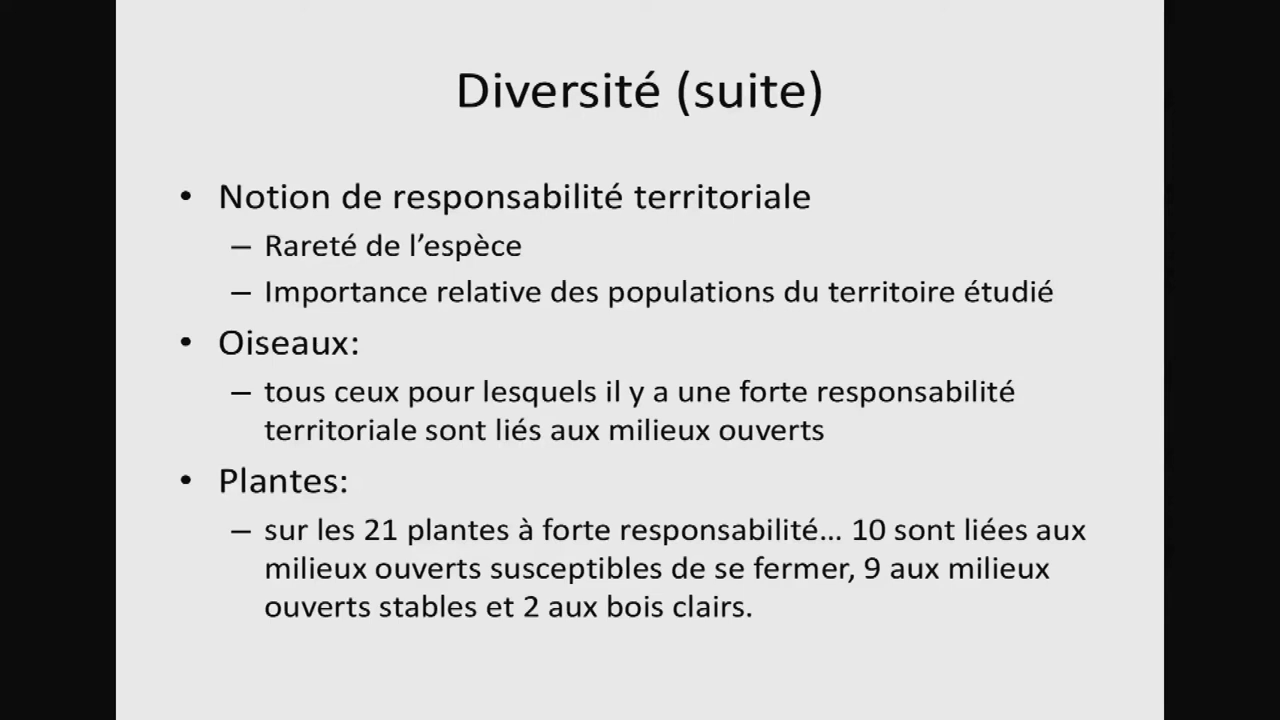 Diversité (suite)
• Notion de responsabilité territoriale
– Rareté de l’espèce
– Importance relative des populations du territoire étudié
• Oiseaux:
– tous ceux pour lesquels il y a une forte responsabilité
territoriale sont liés aux milieux ouverts
• Plantes:
– sur les 21 plantes à forte responsabilité... 10 sont liées aux
milieux ouverts susceptibles de se fermer, 9 aux milieux
ouverts stables et 2 aux bois clairs.